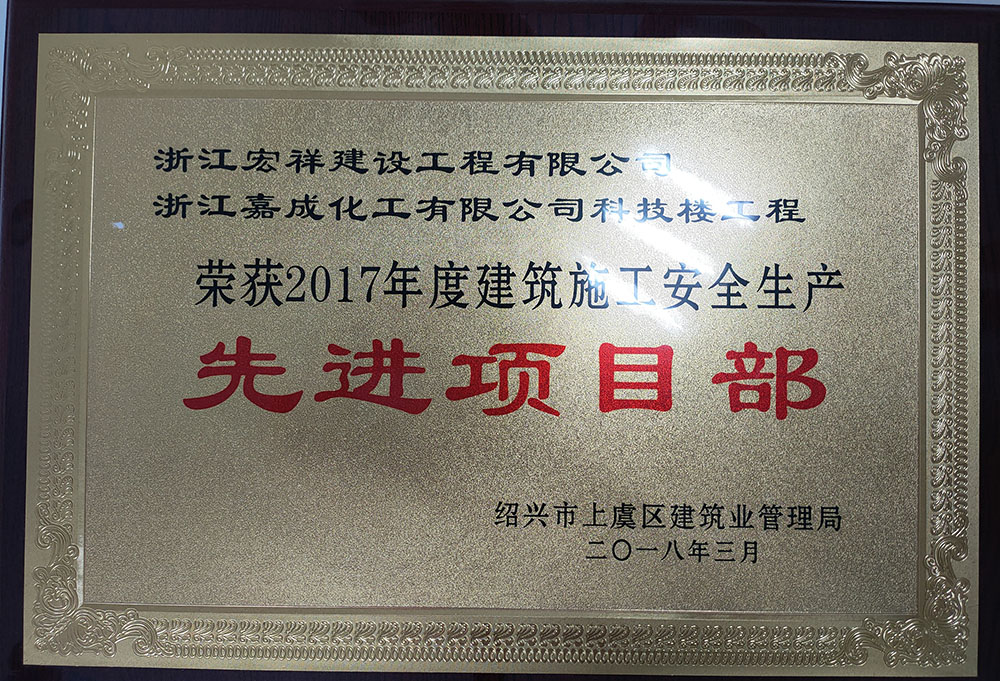 浙江宏祥建设工程有限公司
浙江嘉成化工有限公司科技楼工程
荣获2017年度建筑施工安全生产
先进项目部
绍兴市上虞区建筑业管理局
二〇一八年三月